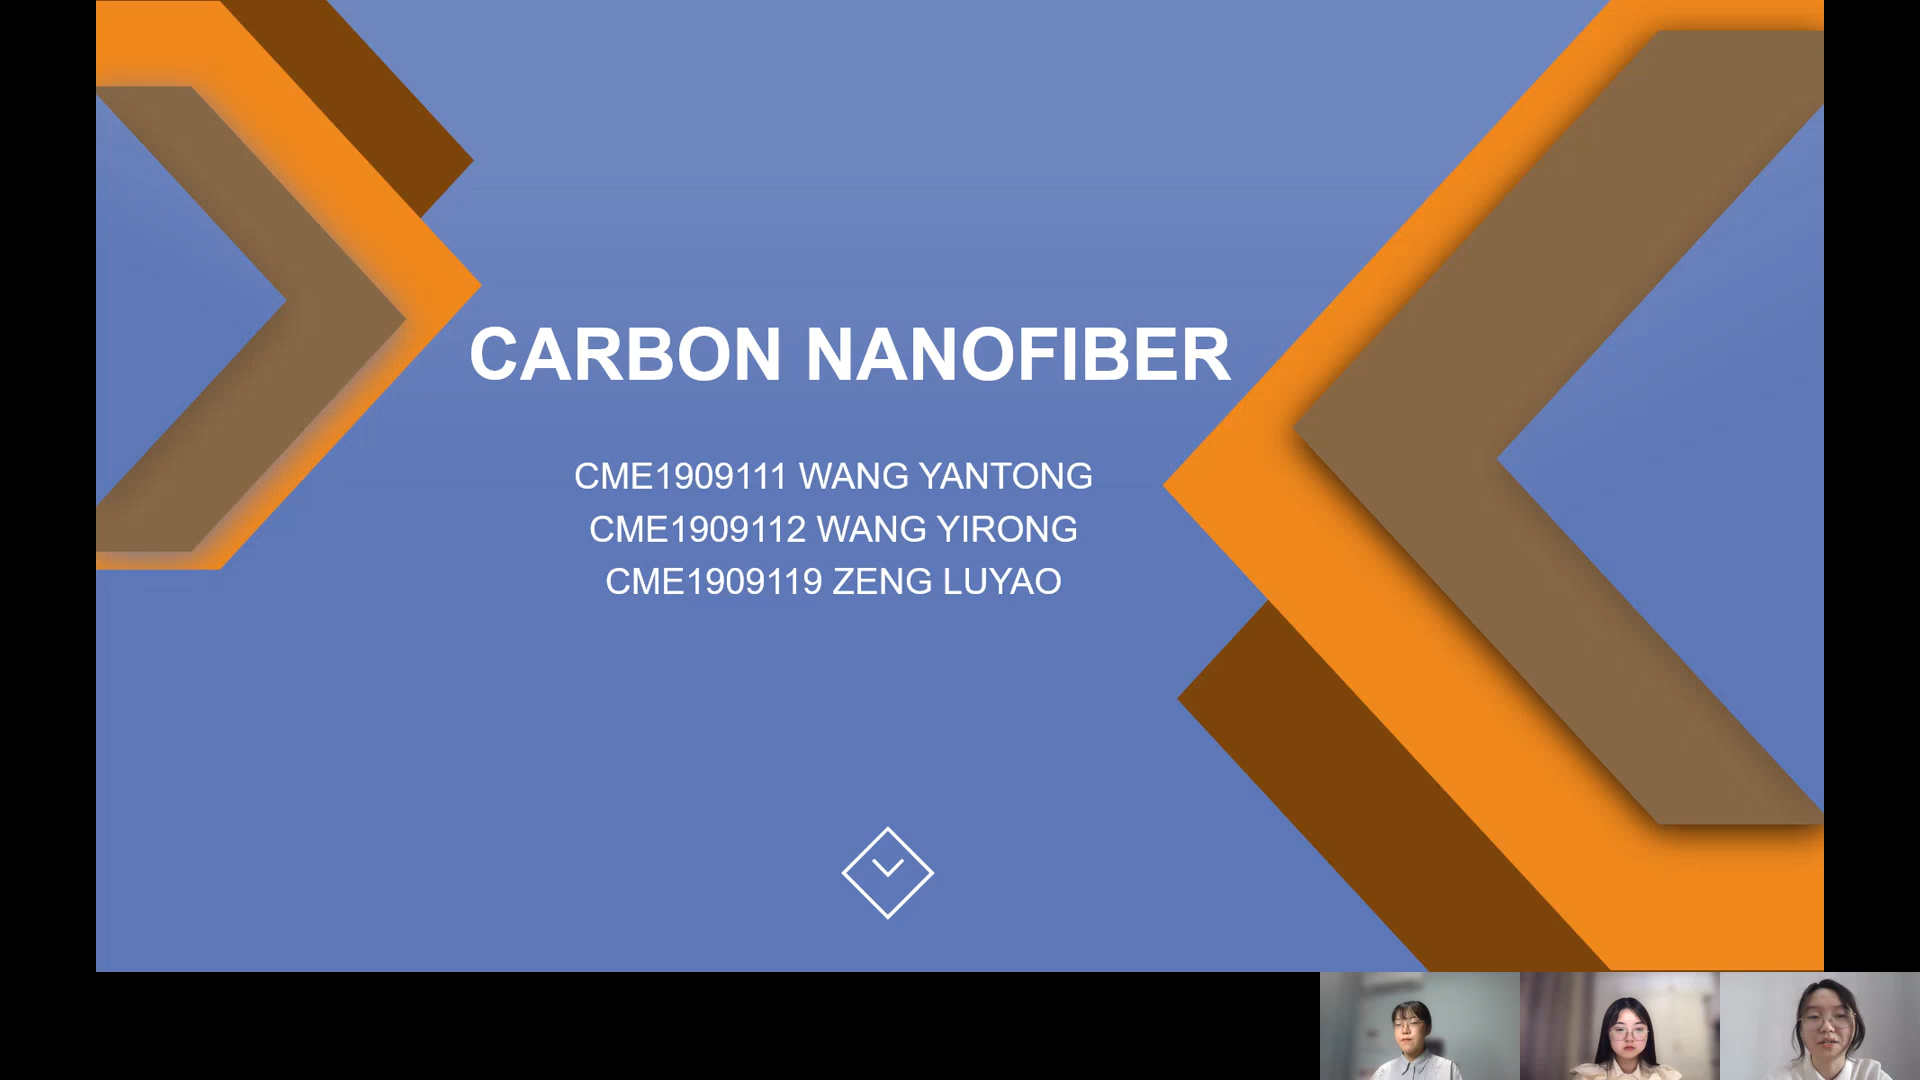 CARBON NANOFIBER
CME1909111 WANG YANTONG
CME1909112 WANG YIRONG
CME1909119 ZENG LUYAO